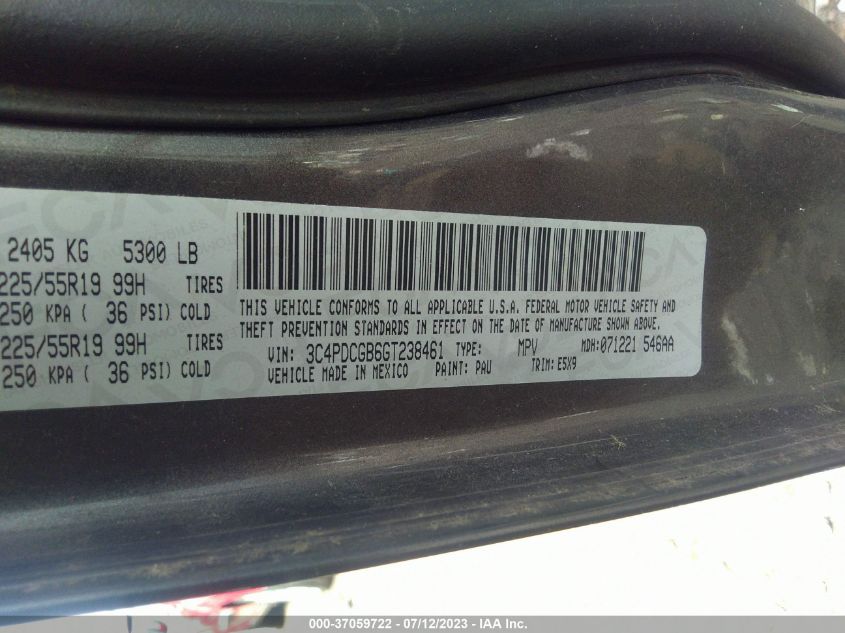 2405 KG 5300 LB
225/55R19 99H TIRES
250 KPA ( 36 PSI) COLD
225/55R19 99H TIRES
250 KPA ( 36 PSI) COLD
THIS VEHICLE CONFORMS TO ALL APPLICABLE U.S.A. FEDERAL MOTOR VEHICLE SAFETY AND
THEFT PREVENTION STANDARDS IN EFFECT ON THE DATE OF MANUFACTURE SHOWN ABOVE.
VIN: 3C4PDCGB6GT238461 TYPE: MPV MDH:071221 546AA
VEHICLE MADE IN MEXICO PAINT: PAU TRIM: E5X9
000-37059722 - 07/12/2023 - IAA Inc.